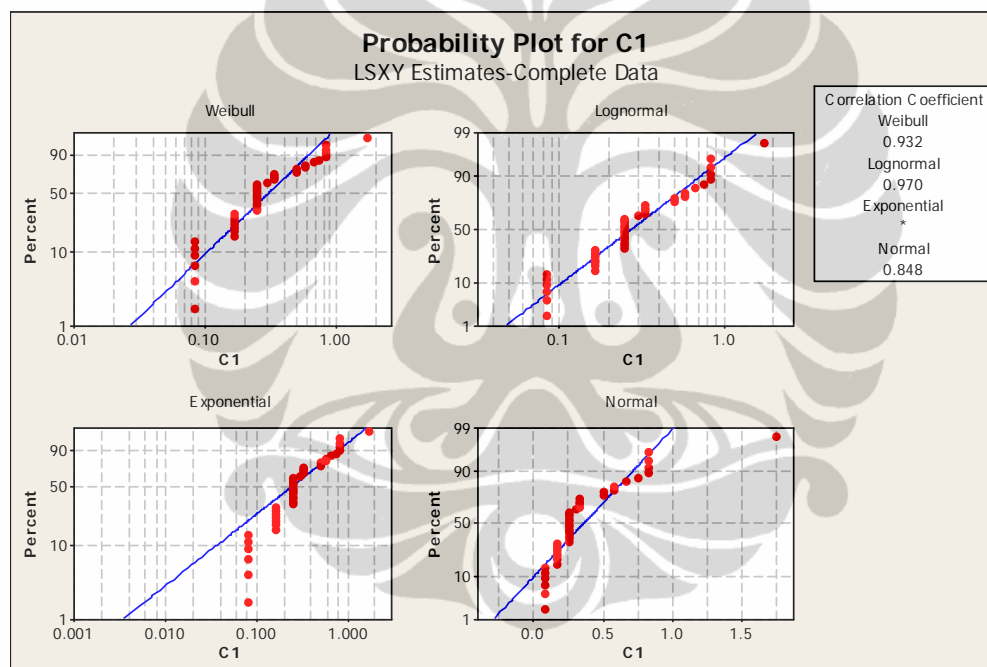 Probability Plot for C1
LSXY Estimates-Complete Data
Correlation Coefficient
Weibull
0.932
Lognormal
0.970
Exponential
*
Normal
0.848
Weibull
Percent
90
50
10
1
0.01 0.10 1.00
C1
Lognormal
Percent
99
90
50
10
1
0.1 1.0
C1
Exponential
Percent
90
50
10
1
0.001 0.010 0.100 1.000
C1
Normal
Percent
99
90
50
10
1
0.0 0.5 1.0 1.5
C1